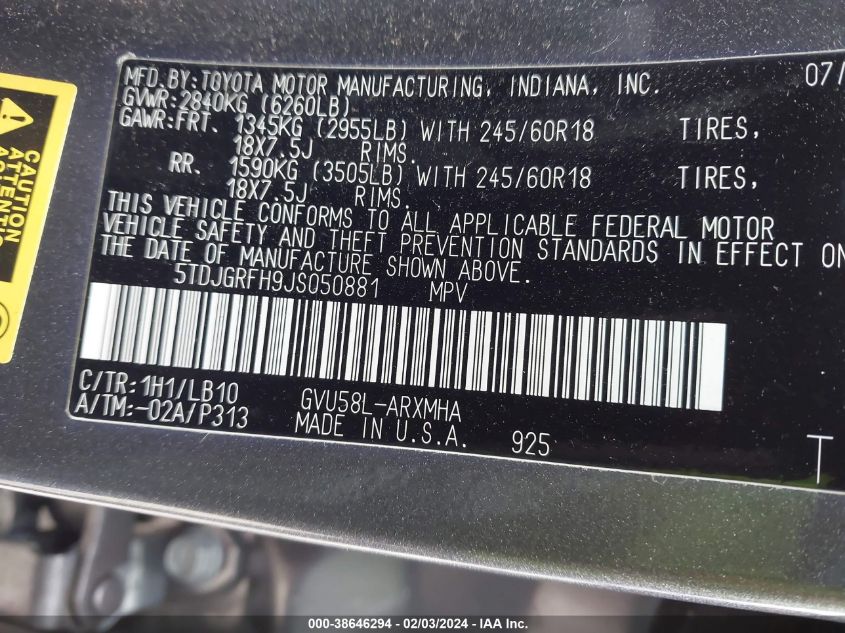 MFD.BY:TOYOTA MOTOR MANUFACTURING, INDIANA, INC. 07/
GVWR:2840KG (6260LB)
GAWR:FRT. 1345KG (2955LB) WITH 245/60R18 TIRES,
18X7.5J RIMS.
RR. 1590KG (3505LB) WITH 245/60R18 TIRES,
18X7.5J RIMS.
THIS VEHICLE CONFORMS TO ALL APPLICABLE FEDERAL MOTOR
VEHICLE SAFETY AND THEFT PREVENTION STANDARDS IN EFFECT ON
THE DATE OF MANUFACTURE SHOWN ABOVE.
5TDJGRFH9JS050881 MPV
C/TR:1H1/LB10 GVU58L-ARXMHA
A/TM:-02A/P313 MADE IN U.S.A. 925
T
CAUTION
ATTENTIO
000-38646294 - 02/03/2024 - IAA Inc.